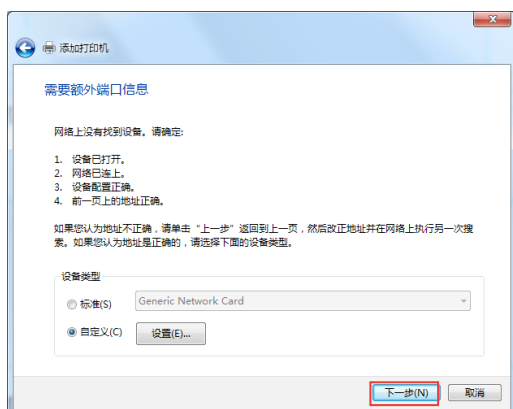 添加打印机
需要额外端口信息
网络上没有找到设备。请确定:
1. 设备已打开。
2. 网络已连上。
3. 设备配置正确。
4. 前一页上的地址正确。
如果您认为地址不正确，请单击“上一步”返回到上一页，然后改正地址并在网络上执行另一次搜
索。如果您认为地址是正确的，请选择下面的设备类型。
设备类型
标准(S)
Generic Network Card
自定义(C)
设置(E)...
下一步(N)
取消